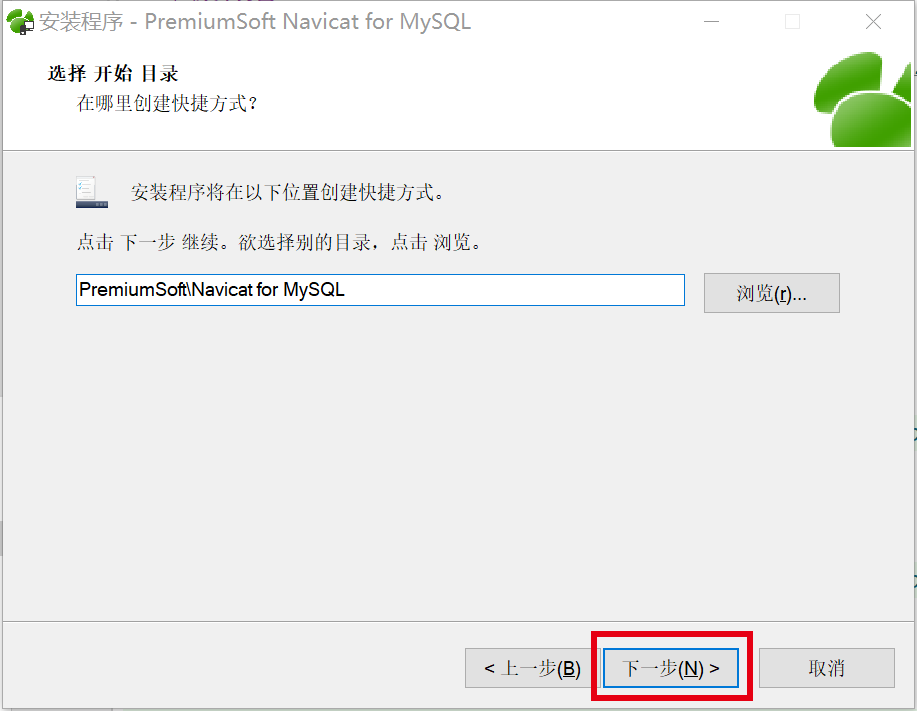 安装程序 - PremiumSoft Navicat for MySQL
选择 开始 目录
在哪里创建快捷方式？
安装程序将在以下位置创建快捷方式。
点击 下一步 继续。欲选择别的目录，点击 浏览。
PremiumSoft\Navicat for MySQL
浏览(r)...
< 上一步(B)
下一步(N) >
取消